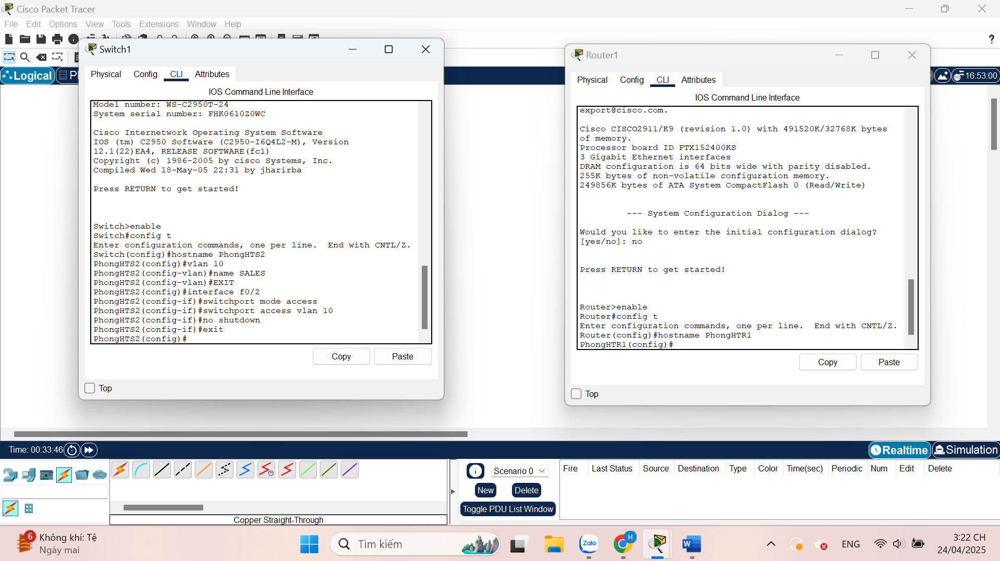 Cisco Packet Tracer
File Edit Options View Tools Extensions Window Help
?
Logical
16:53:00
Switch1
Physical Config CLI Attributes
IOS Command Line Interface
Model number: WS-C2950T-24
System serial number: FHK0610Z0WC
Cisco Internetwork Operating System Software
IOS (tm) C2950 Software (C2950-I6Q4L2-M), Version
12.1(22)EA4, RELEASE SOFTWARE(fc1)
Copyright (c) 1986-2005 by cisco Systems, Inc.
Compiled Wed 18-May-05 22:31 by jharirba
Press RETURN to get started!
Switch>enable
Switch#config t
Enter configuration commands, one per line.  End with CNTL/Z.
Switch(config)#hostname PhongHTS2
PhongHTS2(config)#vlan 10
PhongHTS2(config-vlan)#name SALES
PhongHTS2(config-vlan)#EXIT
PhongHTS2(config)#interface f0/2
PhongHTS2(config-if)#switchport mode access
PhongHTS2(config-if)#switchport access vlan 10
PhongHTS2(config-if)#no shutdown
PhongHTS2(config-if)#exit
PhongHTS2(config)#
Copy Paste
Top
Router1
Physical Config CLI Attributes
IOS Command Line Interface
export@cisco.com.
Cisco CISCO2911/K9 (revision 1.0) with 491520K/32768K bytes
of memory.
Processor board ID FTX152400KS
3 Gigabit Ethernet interfaces
DRAM configuration is 64 bits wide with parity disabled.
255K bytes of non-volatile configuration memory.
249856K bytes of ATA System CompactFlash 0 (Read/Write)
--- System Configuration Dialog ---
Would you like to enter the initial configuration dialog?
[yes/no]: no
Press RETURN to get started!
Router>enable
Router#config t
Enter configuration commands, one per line.  End with CNTL/Z.
Router(config)#hostname PhongHTR1
PhongHTR1(config)#
Copy Paste
Top
Time: 00:33:46
Realtime Simulation
Scenario 0
New Delete
Toggle PDU List Window
Fire Last Status Source Destination Type Color Time(sec) Periodic Num Edit Delete
Copper Straight-Through
6
Không khí: Tệ
Ngày mai
Tìm kiếm
Zalo
H
W
ENG
3:22 CH
24/04/2025